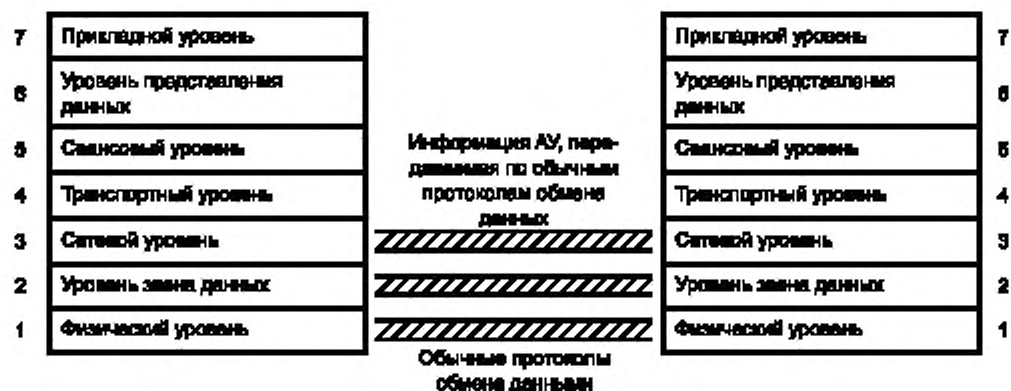 7 Прикладной уровень
6 Уровень представления
данных
5 Сеансовый уровень
4 Транспортный уровень
3 Сетевой уровень
2 Уровень звена данных
1 Физический уровень
Информация АУ, пере-
даваемая по обычным
протоколам обмена
данных
Обычные протоколы
обмена данными
Прикладной уровень 7
Уровень представления
данных 6
Сеансовый уровень 5
Транспортный уровень 4
Сетевой уровень 3
Уровень звена данных 2
Физический уровень 1